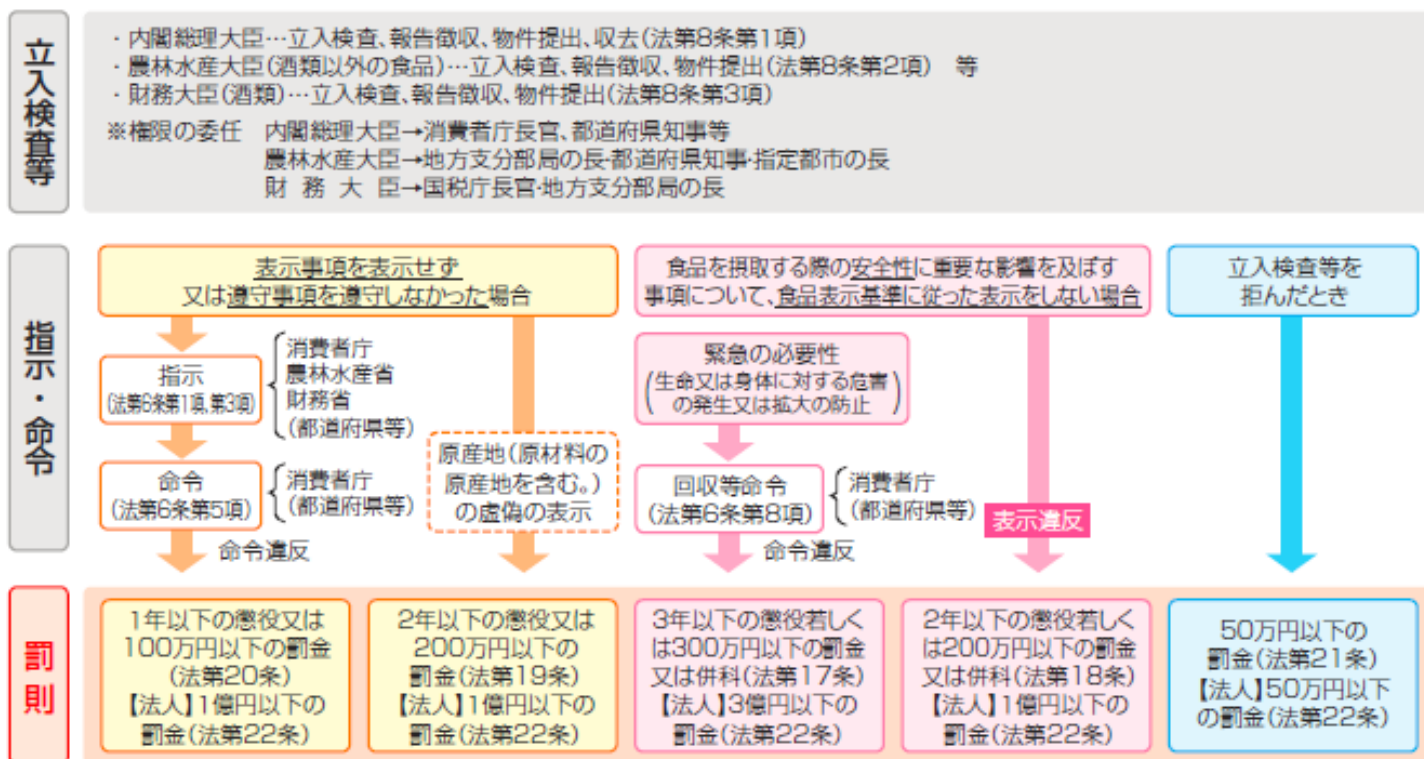 立入検査等
・内閣総理大臣…立入検査、報告徴収、物件提出、収去(法第8条第1項)
・農林水産大臣(酒類以外の食品)…立入検査、報告徴収、物件提出(法第8条第2項) 等
・財務大臣(酒類)…立入検査、報告徴収、物件提出(法第8条第3項)
※権限の委任 内閣総理大臣→消費者庁長官、都道府県知事等
農林水産大臣→地方支分部局の長・都道府県知事・指定都市の長
財務大臣→国税庁長官・地方支分部局の長
指示・命令
表示事項を表示せず
又は遵守事項を遵守しなかった場合
指示
(法第6条第1項、第3項)
消費者庁
農林水産省
財務省
(都道府県等)
命令
(法第6条第5項)
消費者庁
(都道府県等)
命令違反
原産地(原材料の
原産地を含む。)
の虚偽の表示
食品を摂取する際の安全性に重要な影響を及ぼす
事項について、食品表示基準に従った表示をしない場合
緊急の必要性
(生命又は身体に対する危害
の発生又は拡大の防止)
回収等命令
(法第6条第8項)
消費者庁
(都道府県等)
命令違反
表示違反
立入検査等を
拒んだとき
罰則
1年以下の懲役又は
100万円以下の罰金
(法第20条)
【法人】1億円以下の
罰金(法第22条)
2年以下の懲役又は
200万円以下の
罰金(法第19条)
【法人】1億円以下の
罰金(法第22条)
3年以下の懲役若しく
は300万円以下の罰金
又は併科(法第17条)
【法人】3億円以下の
罰金(法第22条)
2年以下の懲役若しく
は200万円以下の罰金
又は併科(法第18条)
【法人】1億円以下の
罰金(法第22条)
50万円以下の
罰金(法第21条)
【法人】50万円以下
の罰金(法第22条)